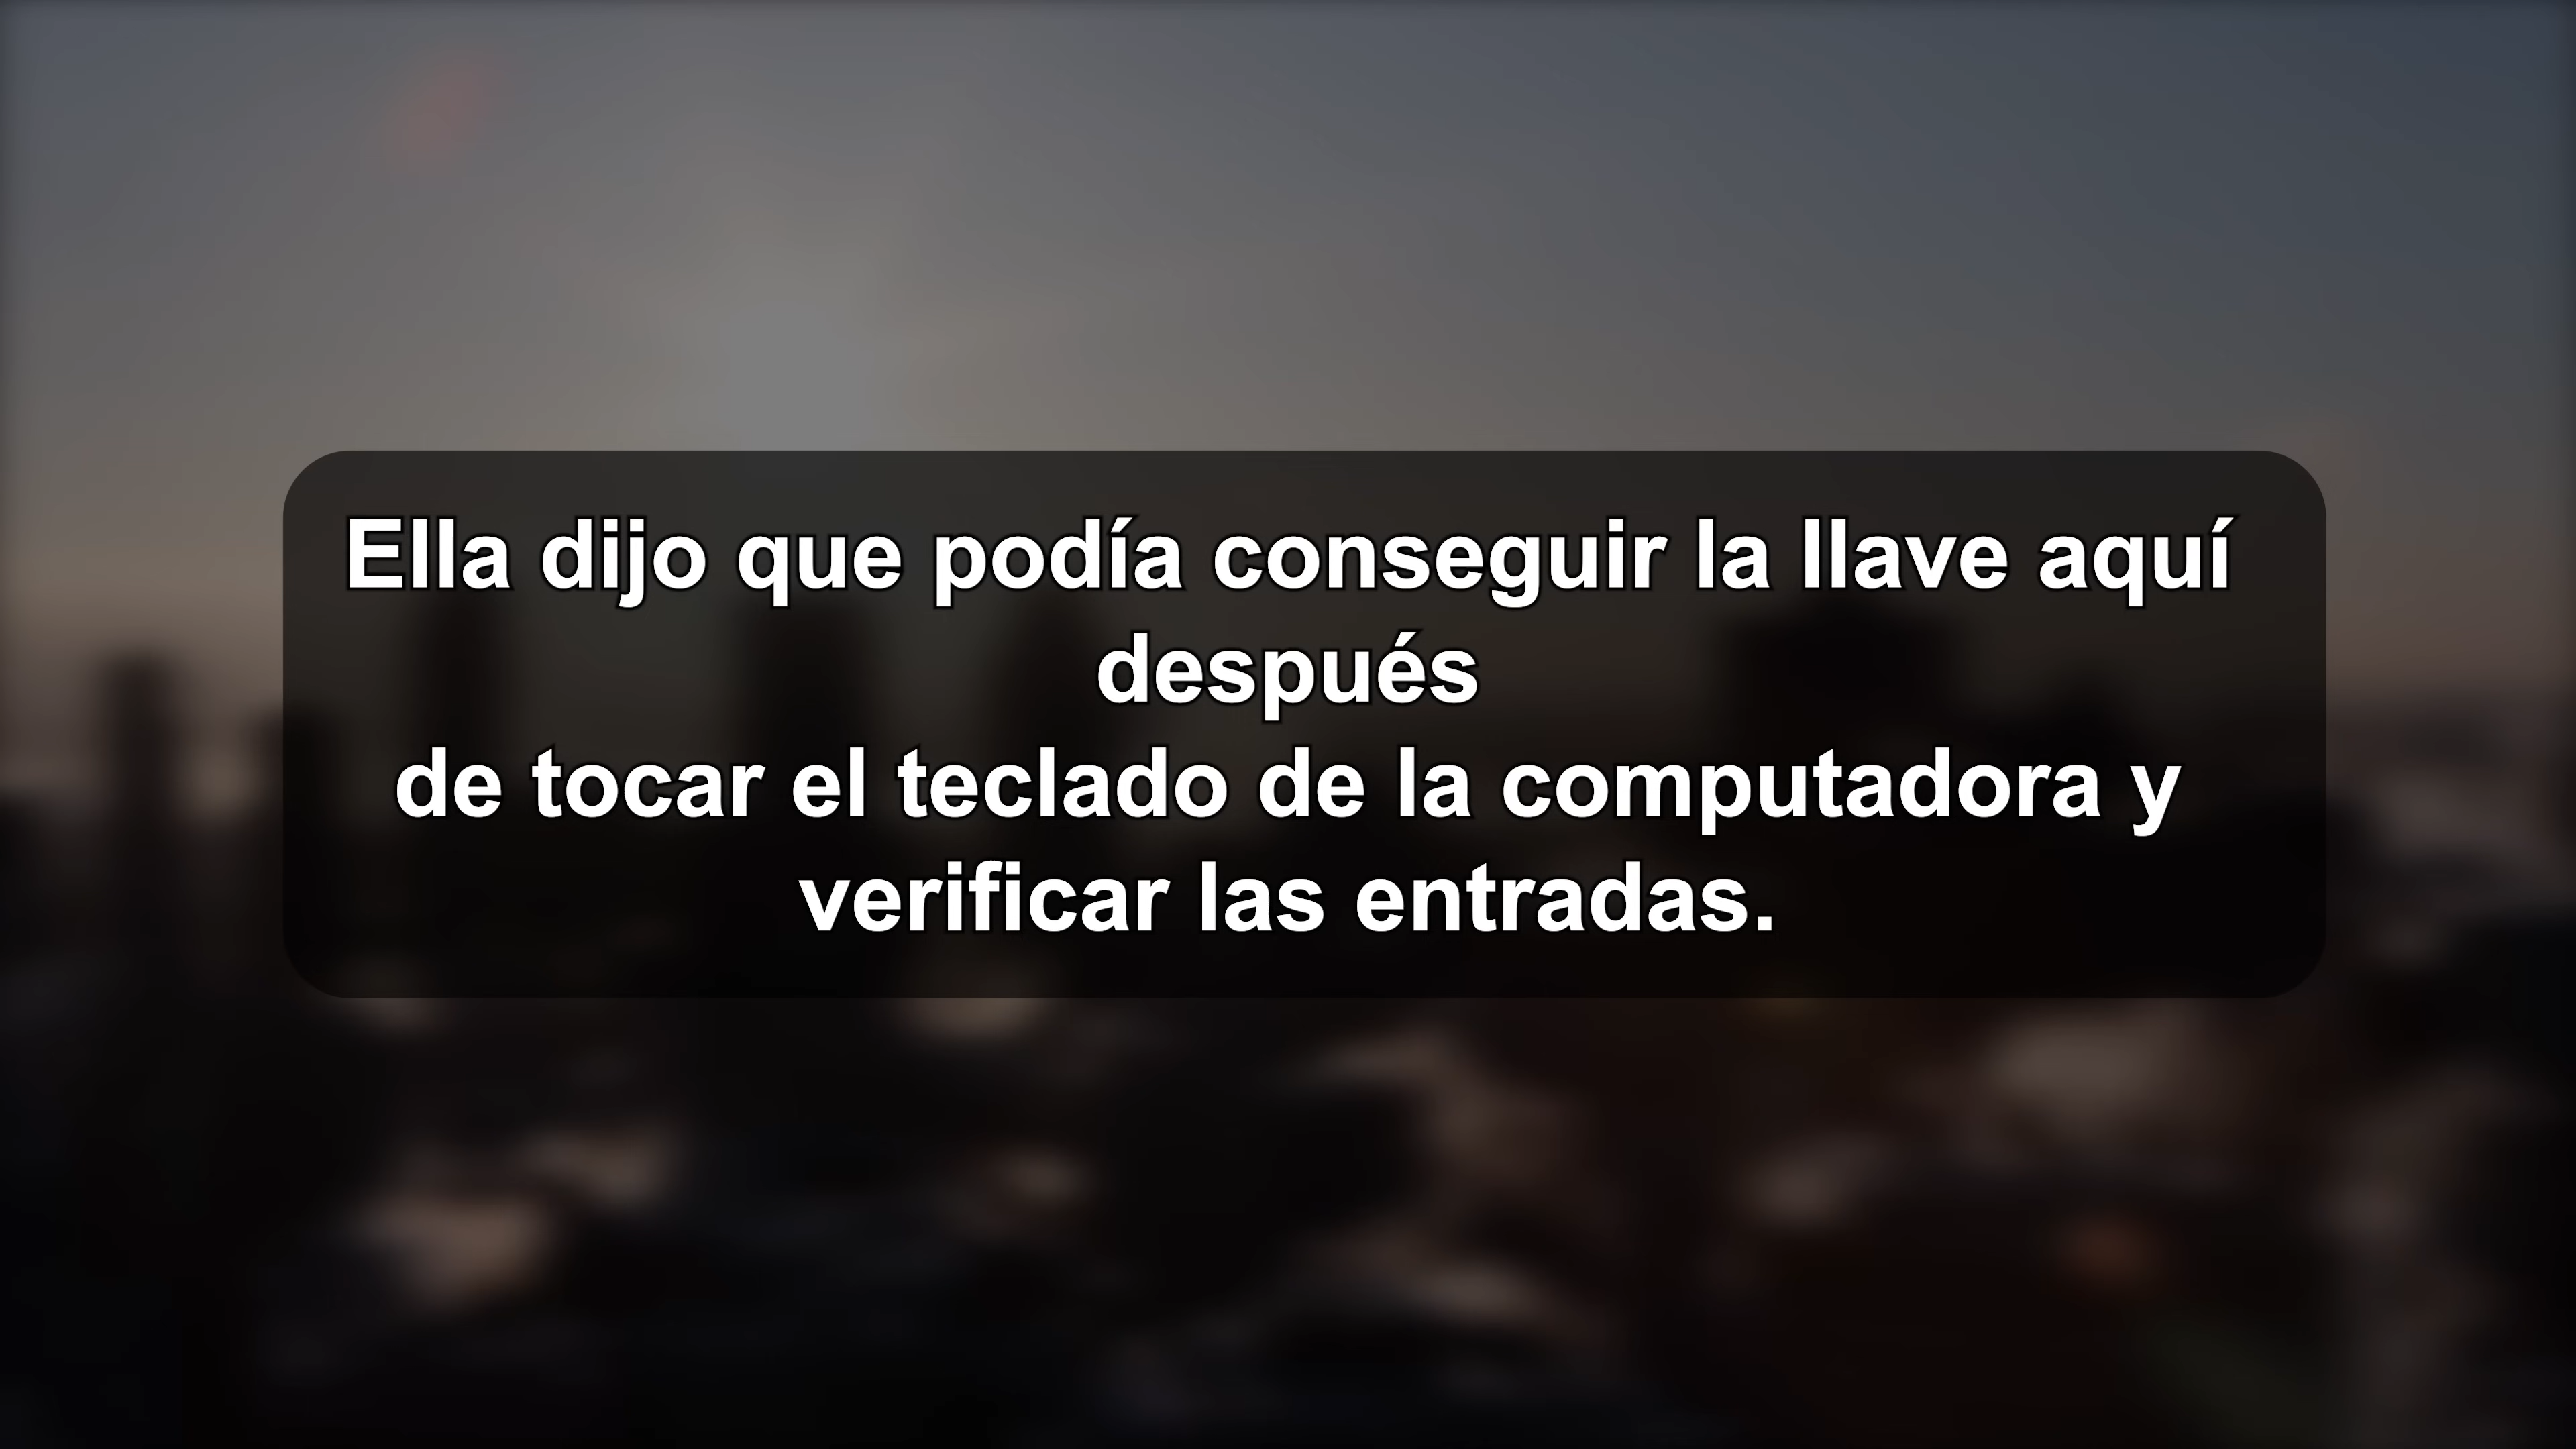 Ella dijo que podía conseguir la llave aquí
después
de tocar el teclado de la computadora y
verificar las entradas.